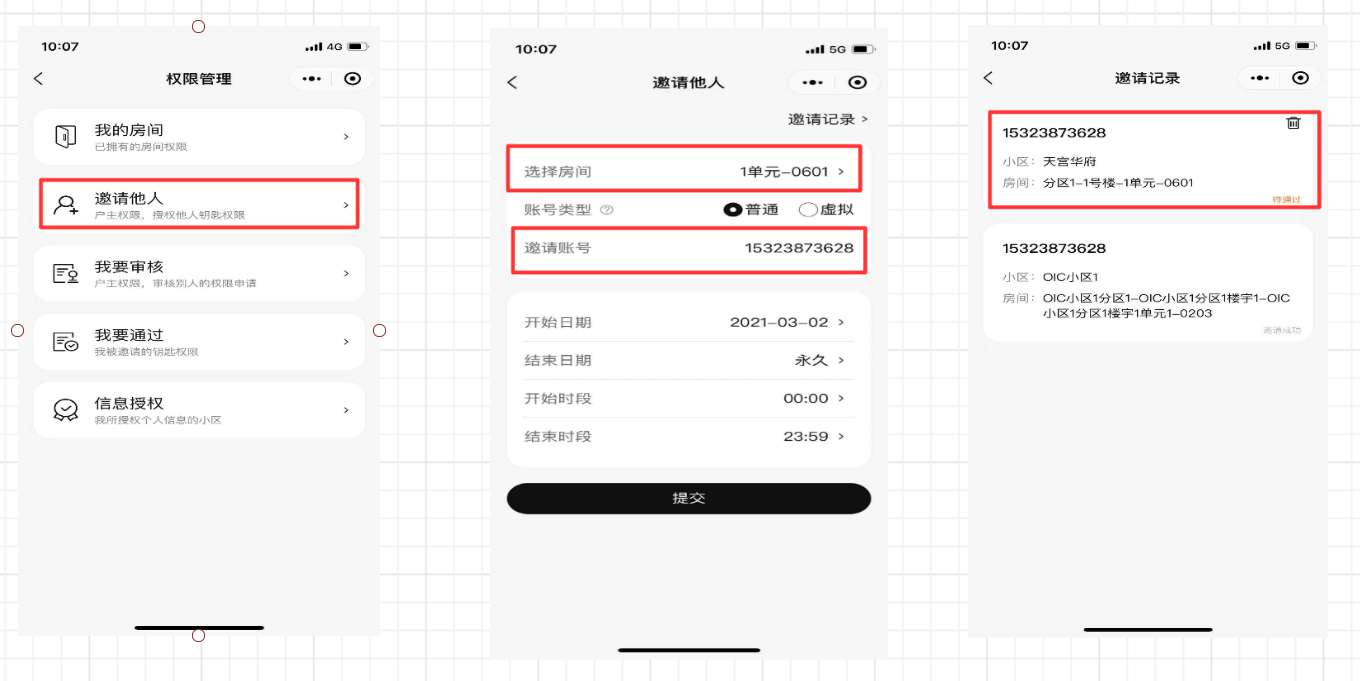 10:07
4G
权限管理
我的房间
已拥有的房间权限
邀请他人
户主权限，授权他人钥匙权限
我要审核
户主权限，审核别人的权限申请
我要通过
我被邀请的钥匙权限
信息授权
我所授权个人信息的小区
10:07
5G
邀请他人
邀请记录 >
选择房间 1单元-0601 >
账号类型 ? 普通 虚拟
邀请账号 15323873628
开始日期 2021-03-02 >
结束日期 永久 >
开始时段 00:00 >
结束时段 23:59 >
提交
10:07
5G
邀请记录
15323873628
小区：天宫华府
房间：分区1-1号楼-1单元-0601
待通过
15323873628
小区：OIC小区1
房间：OIC小区1分区1-OIC小区1分区1楼宇1-OIC
小区1分区1楼宇1单元1-0203
邀请成功